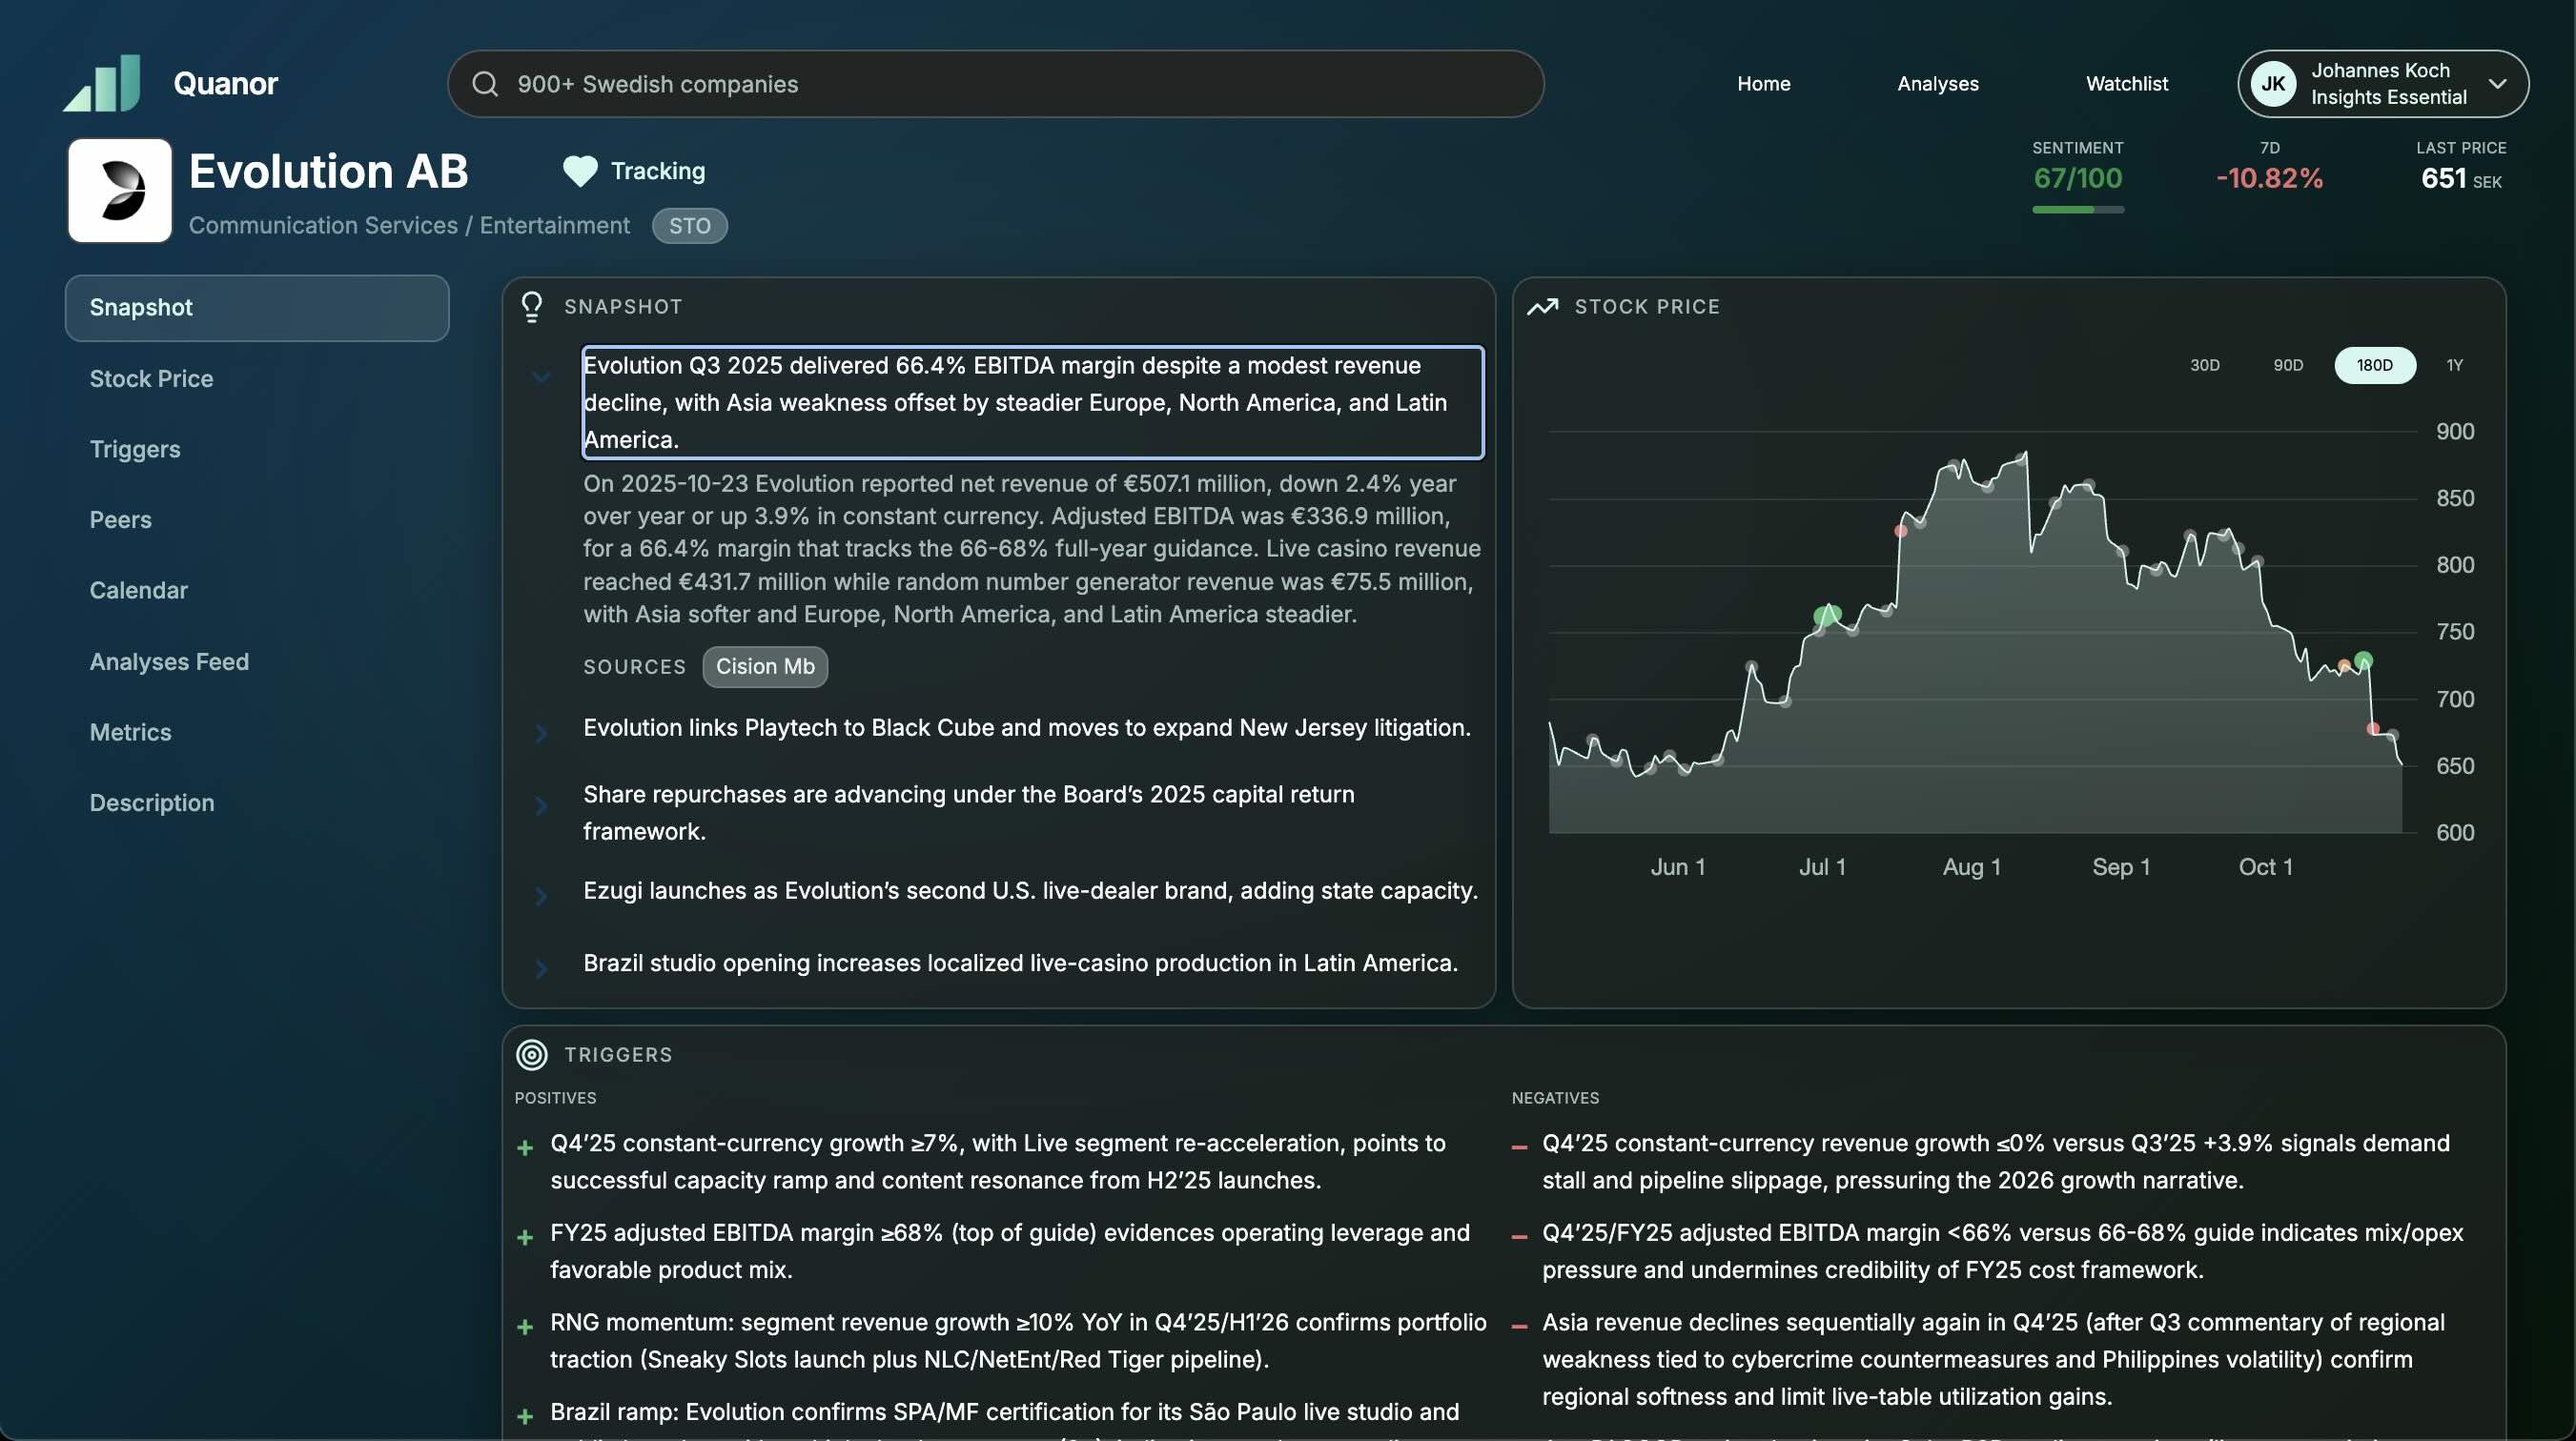 Quanor
900+ Swedish companies
Home
Analyses
Watchlist
JK
Johannes Koch
Insights Essential
Evolution AB
Tracking
Communication Services / Entertainment
STO
SENTIMENT
67/100
7D
-10.82%
LAST PRICE
651 SEK
Snapshot
Stock Price
Triggers
Peers
Calendar
Analyses Feed
Metrics
Description
SNAPSHOT
Evolution Q3 2025 delivered 66.4% EBITDA margin despite a modest revenue
decline, with Asia weakness offset by steadier Europe, North America, and Latin
America.
On 2025-10-23 Evolution reported net revenue of €507.1 million, down 2.4% year
over year or up 3.9% in constant currency. Adjusted EBITDA was €336.9 million,
for a 66.4% margin that tracks the 66-68% full-year guidance. Live casino revenue
reached €431.7 million while random number generator revenue was €75.5 million,
with Asia softer and Europe, North America, and Latin America steadier.
SOURCES
Cision Mb
Evolution links Playtech to Black Cube and moves to expand New Jersey litigation.
Share repurchases are advancing under the Board’s 2025 capital return
framework.
Ezugi launches as Evolution’s second U.S. live-dealer brand, adding state capacity.
Brazil studio opening increases localized live-casino production in Latin America.
STOCK PRICE
30D
90D
180D
1Y
900
850
800
750
700
650
600
Jun 1
Jul 1
Aug 1
Sep 1
Oct 1
TRIGGERS
POSITIVES
+ Q4’25 constant-currency growth ≥7%, with Live segment re-acceleration, points to
successful capacity ramp and content resonance from H2’25 launches.
+ FY25 adjusted EBITDA margin ≥68% (top of guide) evidences operating leverage and
favorable product mix.
+ RNG momentum: segment revenue growth ≥10% YoY in Q4’25/H1’26 confirms portfolio
traction (Sneaky Slots launch plus NLC/NetEnt/Red Tiger pipeline).
+ Brazil ramp: Evolution confirms SPA/MF certification for its São Paulo live studio and
NEGATIVES
– Q4’25 constant-currency revenue growth ≤0% versus Q3’25 +3.9% signals demand
stall and pipeline slippage, pressuring the 2026 growth narrative.
– Q4’25/FY25 adjusted EBITDA margin <66% versus 66-68% guide indicates mix/opex
pressure and undermines credibility of FY25 cost framework.
– Asia revenue declines sequentially again in Q4’25 (after Q3 commentary of regional
weakness tied to cybercrime countermeasures and Philippines volatility) confirm
regional softness and limit live-table utilization gains.